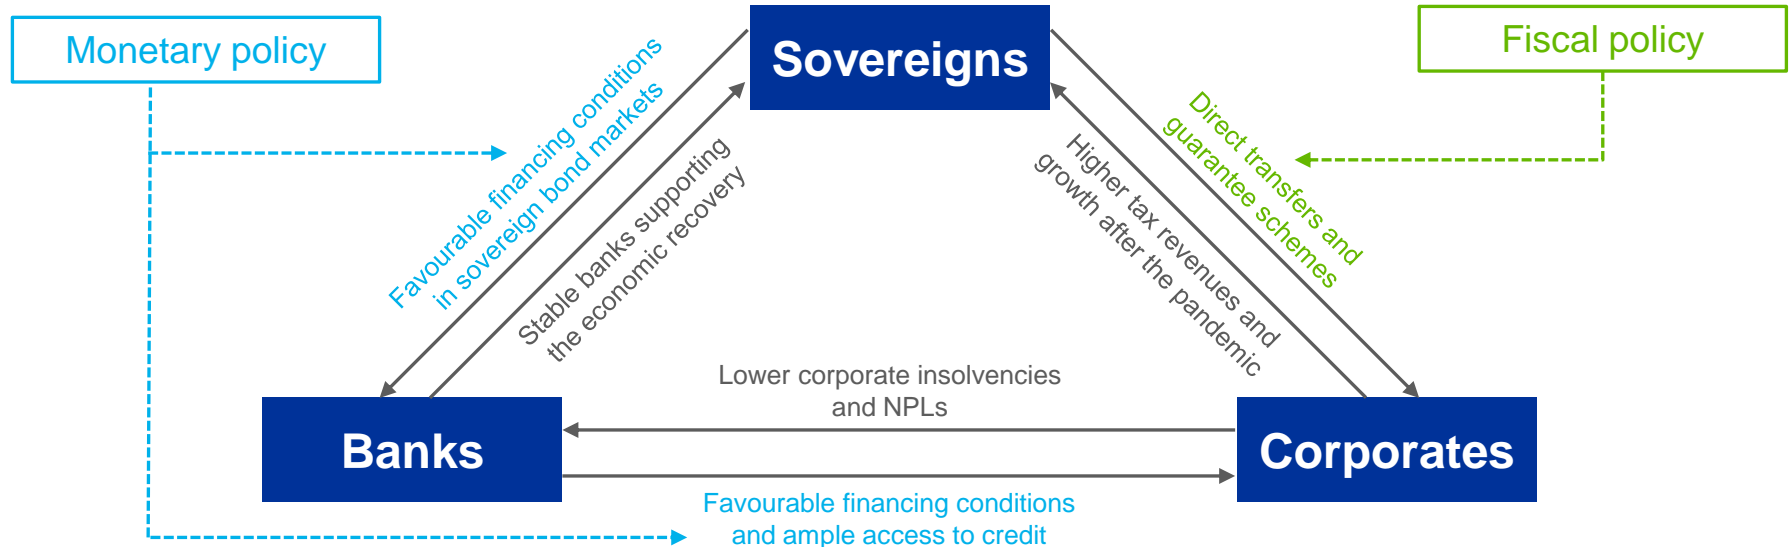 Monetary policy
Sovereigns
Fiscal policy
Favourable financing conditions
in sovereign bond markets
Stable banks supporting
the economic recovery
Direct transfers and
guarantee schemes
Higher tax revenues and
growth after the pandemic
Lower corporate insolvencies
and NPLs
Banks
Corporates
Favourable financing conditions
and ample access to credit